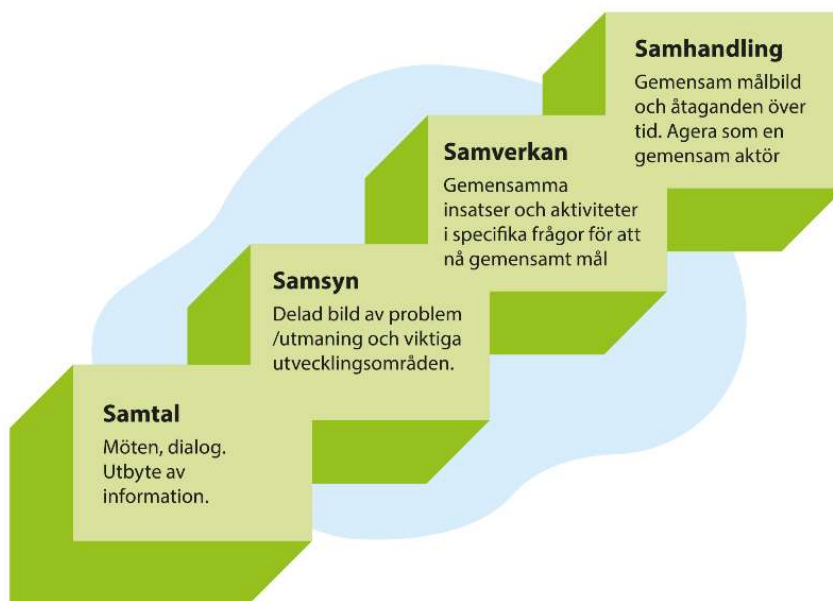 Samhandling
Gemensam målbild
och åtaganden över
tid. Agera som en
gemensam aktör
Samverkan
Gemensamma
insatser och aktiviteter
i specifika frågor för att
nå gemensamt mål
Samsyn
Delad bild av problem
/utmaning och viktiga
utvecklingsområden.
Samtal
Möten, dialog.
Utbyte av
information.